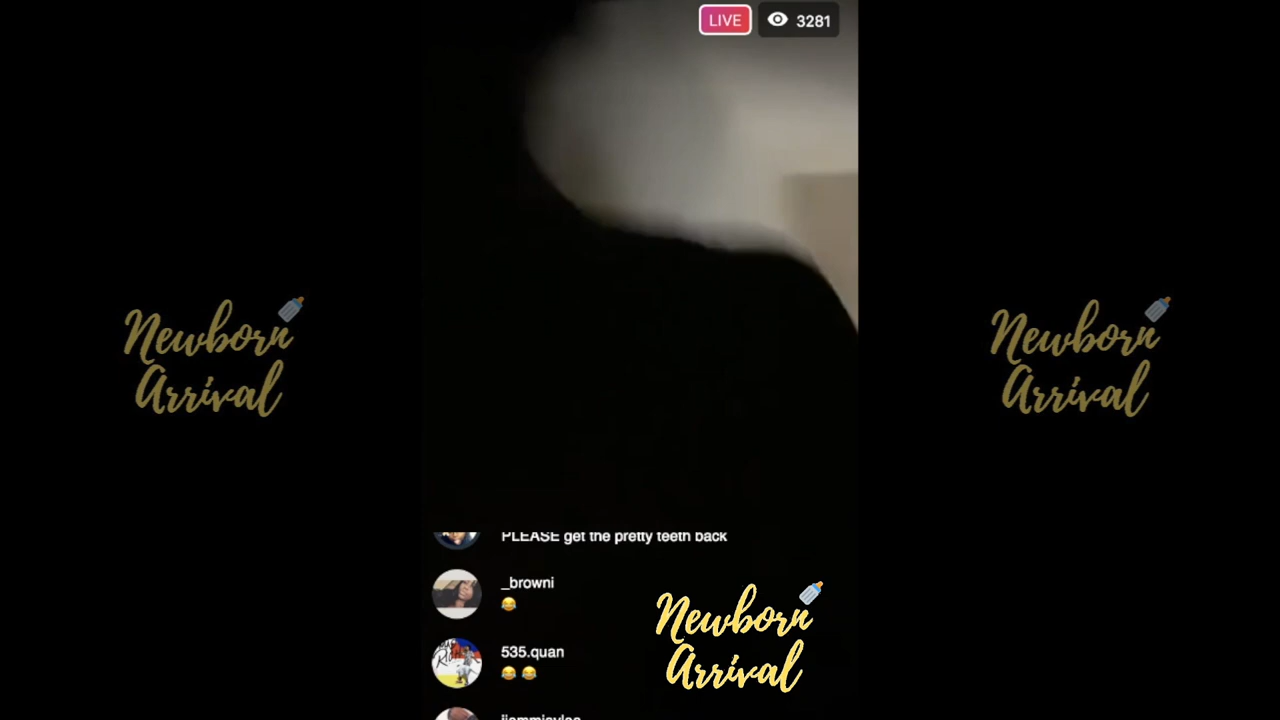 LIVE 3281
Newborn
Arrival
Newborn
Arrival
PLEASE get the pretty teeth back
_browni
😂
535.quan
😂 😂
Newborn
Arrival